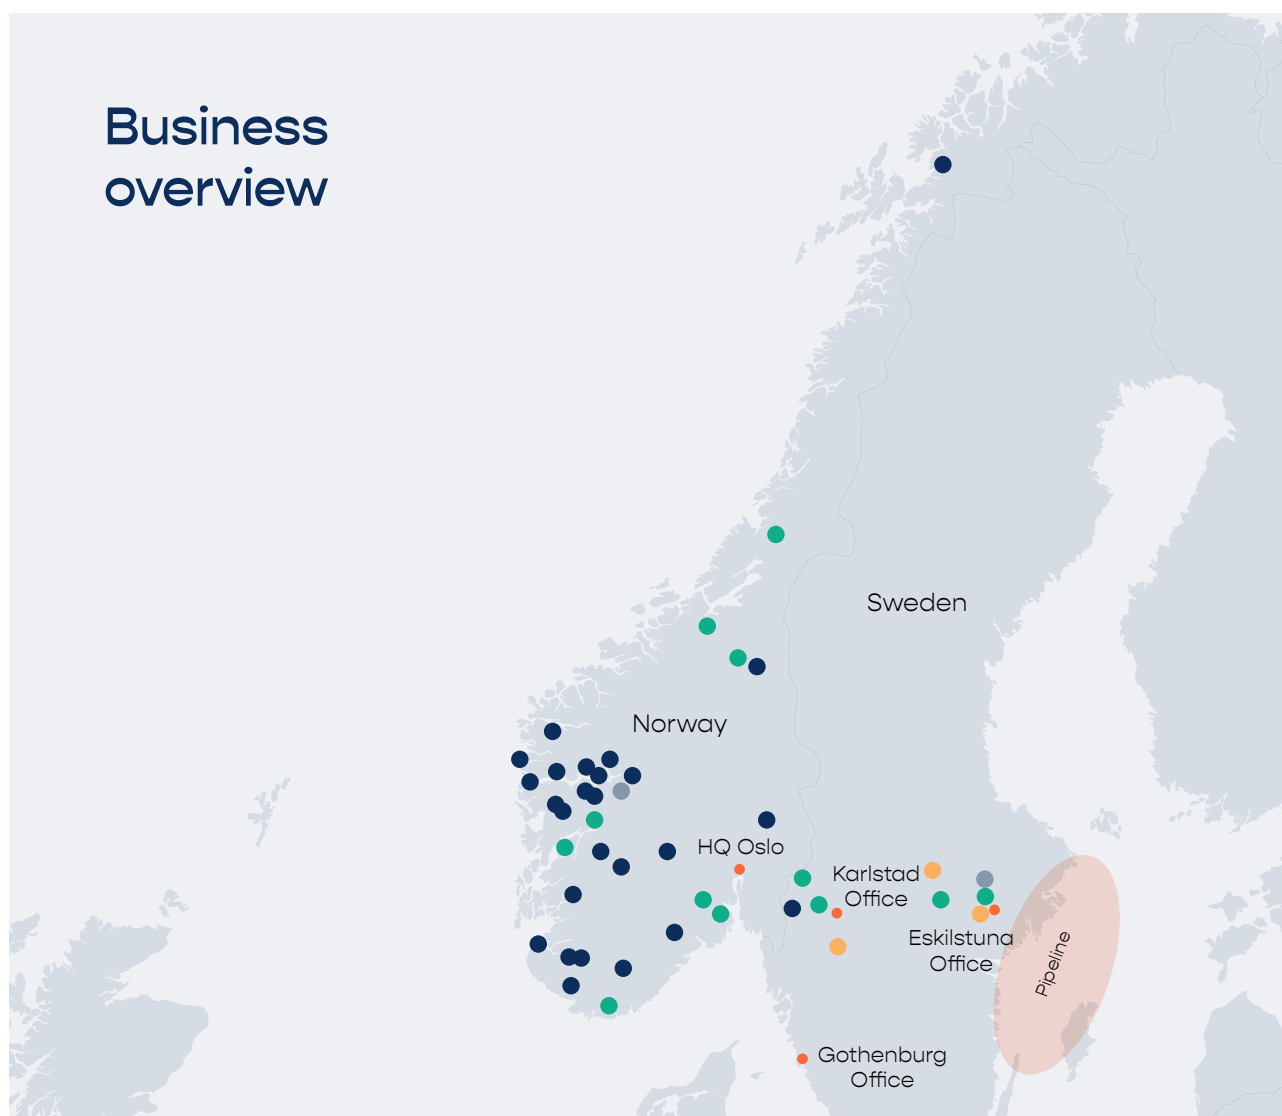 Business
overview
Sweden
Norway
HQ Oslo
Karlstad
Office
Eskilstuna
Office
Pipeline
Gothenburg
Office